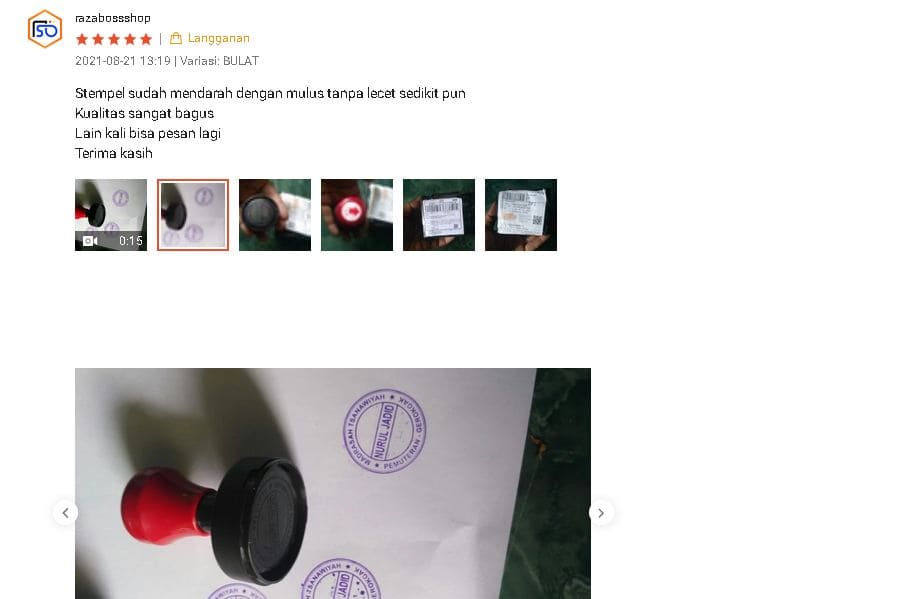 razabossshop
| Langganan
2021-08-21 13:19 | Variasi: BULAT
Stempel sudah mendarah dengan mulus tanpa lecet sedikit pun
Kualitas sangat bagus
Lain kali bisa pesan lagi
Terima kasih
0:15
MADRASAH TSANAWIYAH ★ GEROKGAK
NURUL JADID
★ PEMUTERAN
TSANAWIYAH ★ GEROKGAK
JADID
TSANAWIYAH